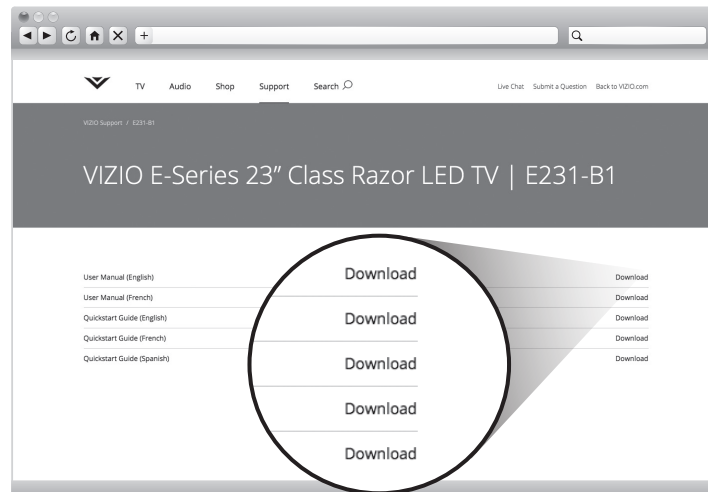 TV Audio Shop Support Search Live Chat Submit a Question Back to VIZIO.com
VIZIO Support / E231-B1
VIZIO E-Series 23” Class Razor LED TV | E231-B1
User Manual (English) Download
User Manual (French) Download
Quickstart Guide (English) Download
Quickstart Guide (French) Download
Quickstart Guide (Spanish) Download
Download
Download
Download
Download
Download